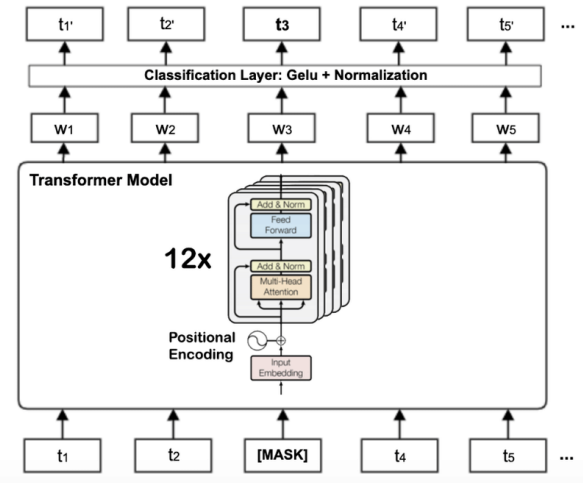 t1' t2' t3 t4' t5' ...
Classification Layer: Gelu + Normalization
W1 W2 W3 W4 W5
Transformer Model
Add & Norm
Feed
Forward
12x
Add & Norm
Multi-Head
Attention
Positional
Encoding
Input
Embedding
t1 t2 [MASK] t4 t5 ...